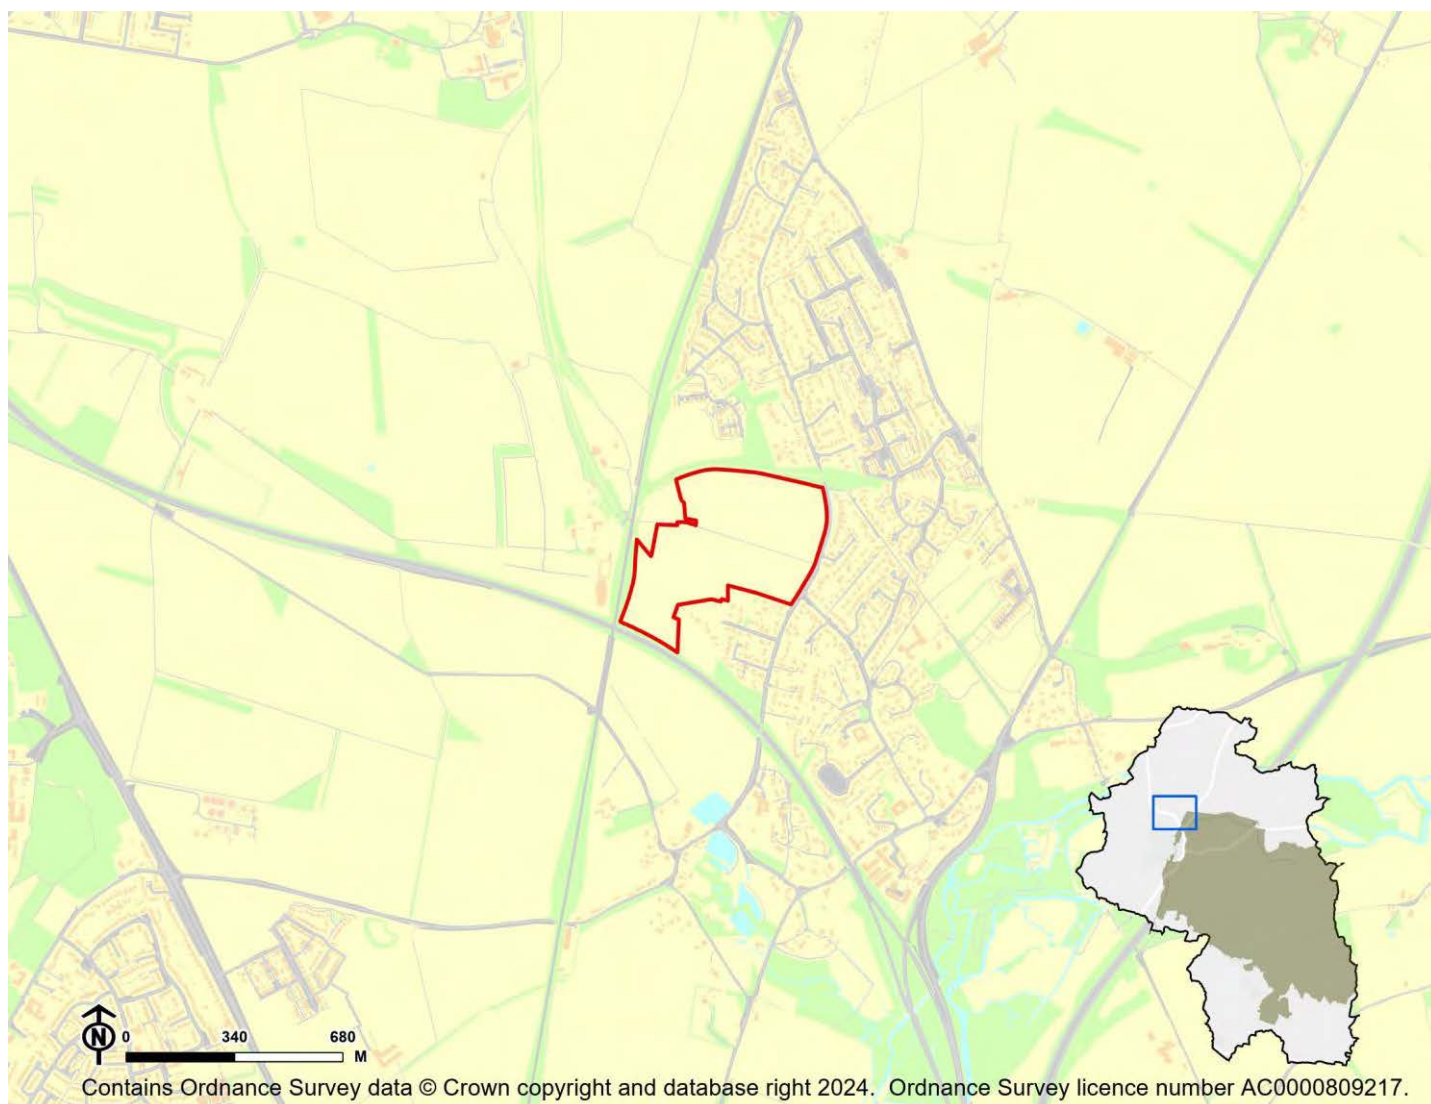 N
0 340 680
M
Contains Ordnance Survey data © Crown copyright and database right 2024. Ordnance Survey licence number AC0000809217.